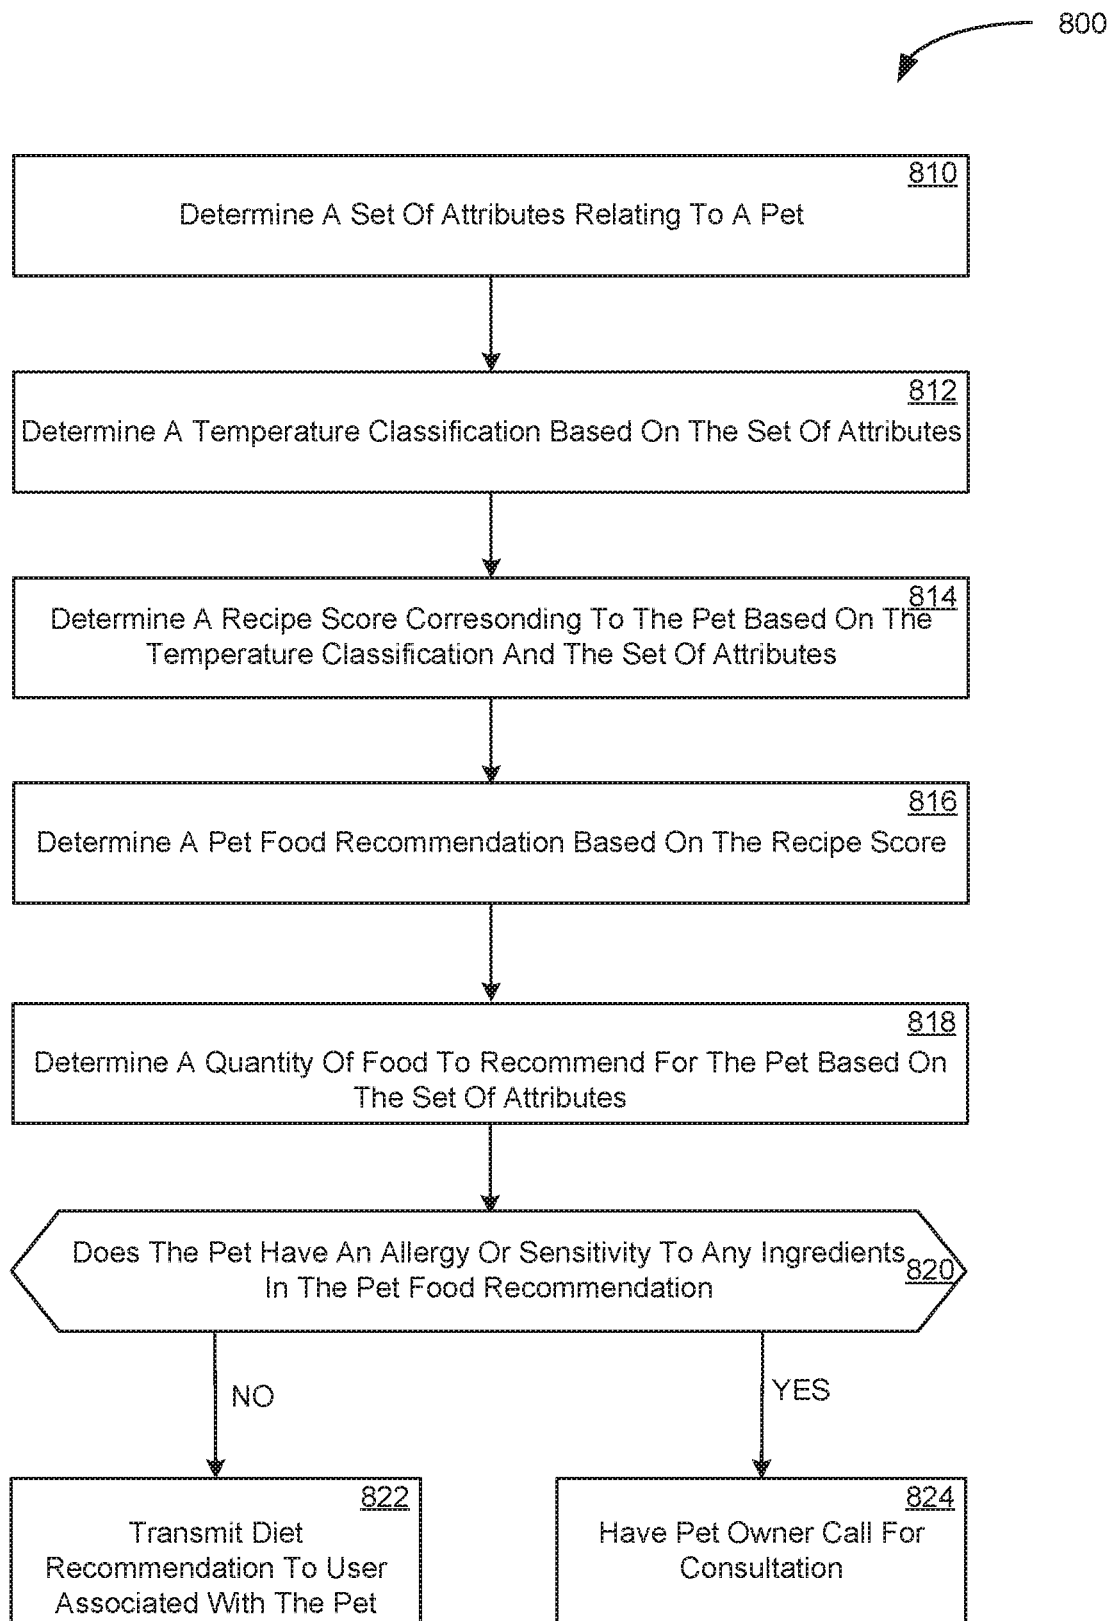 800
810
Determine A Set Of Attributes Relating To A Pet
812
Determine A Temperature Classification Based On The Set Of Attributes
814
Determine A Recipe Score Corresonding To The Pet Based On The
Temperature Classification And The Set Of Attributes
816
Determine A Pet Food Recommendation Based On The Recipe Score
818
Determine A Quantity Of Food To Recommend For The Pet Based On
The Set Of Attributes
Does The Pet Have An Allergy Or Sensitivity To Any Ingredients
820
In The Pet Food Recommendation
NO
YES
822
Transmit Diet
Recommendation To User
Associated With The Pet
824
Have Pet Owner Call For
Consultation